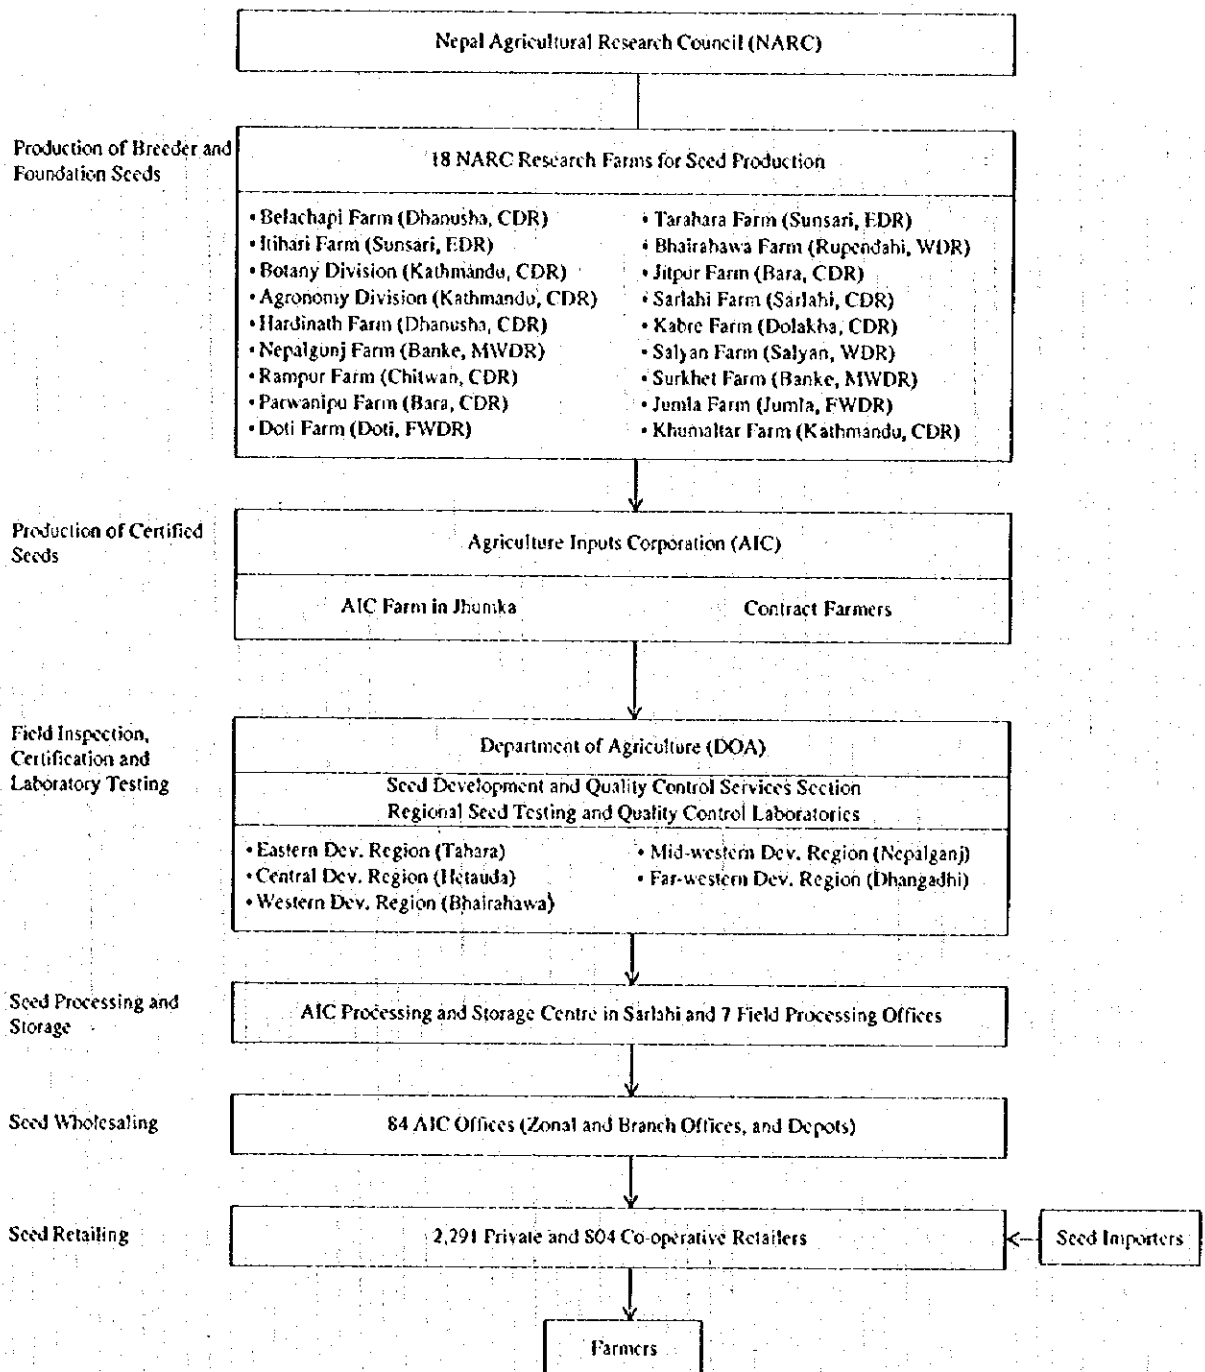 Nepal Agricultural Research Council (NARC)
Production of Breeder and
Foundation Seeds
18 NARC Research Farms for Seed Production
• Belachapi Farm (Dhanusha, CDR)
• Itihari Farm (Sunsari, EDR)
• Botany Division (Kathmandu, CDR)
• Agronomy Division (Kathmandu, CDR)
• Hardinath Farm (Dhanusha, CDR)
• Nepalgunj Farm (Banke, MWDR)
• Rampur Farm (Chitwan, CDR)
• Parwanipu Farm (Bara, CDR)
• Doti Farm (Doti, FWDR)
• Tarahara Farm (Sunsari, EDR)
• Bhairahawa Farm (Rupendahi, WDR)
• Jitpur Farm (Bara, CDR)
• Sarlahi Farm (Sarlahi, CDR)
• Kabre Farm (Dolakha, CDR)
• Salyan Farm (Salyan, WDR)
• Surkhet Farm (Banke, MWDR)
• Jumla Farm (Jumla, FWDR)
• Khumaltar Farm (Kathmandu, CDR)
Production of Certified
Seeds
Agriculture Inputs Corporation (AIC)
AIC Farm in Jhumka
Contract Farmers
Field Inspection,
Certification and
Laboratory Testing
Department of Agriculture (DOA)
Seed Development and Quality Control Services Section
Regional Seed Testing and Quality Control Laboratories
• Eastern Dev. Region (Tahara)
• Central Dev. Region (Hetauda)
• Western Dev. Region (Bhairahawa)
• Mid-western Dev. Region (Nepalganj)
• Far-western Dev. Region (Dhangadhi)
Seed Processing and
Storage
AIC Processing and Storage Centre in Sarlahi and 7 Field Processing Offices
Seed Wholesaling
84 AIC Offices (Zonal and Branch Offices, and Depots)
Seed Retailing
2,291 Private and 804 Co-operative Retailers
Seed Importers
Farmers